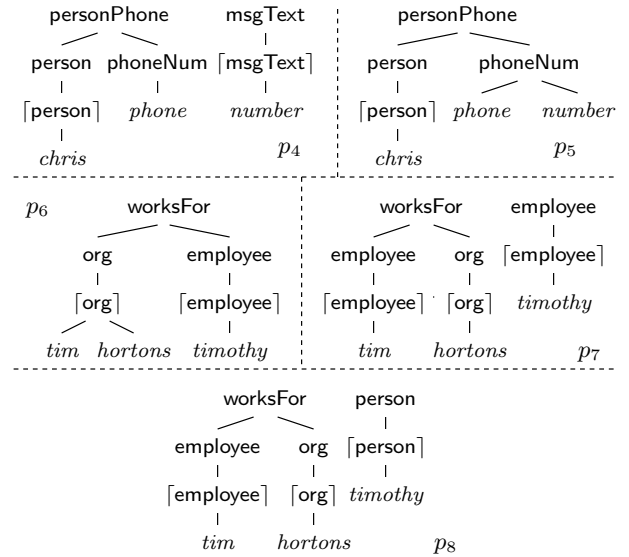 personPhone msgText personPhone
person phoneNum ⌈msgText⌉ person phoneNum
⌈person⌉ phone number ⌈person⌉ phone number
chris p4 chris p5
p6 worksFor worksFor employee
org employee employee org ⌈employee⌉
⌈org⌉ ⌈employee⌉ ⌈employee⌉ ⌈org⌉ timothy
tim hortons timothy tim hortons p7
worksFor person
employee org ⌈person⌉
⌈employee⌉ ⌈org⌉ timothy
tim hortons p8